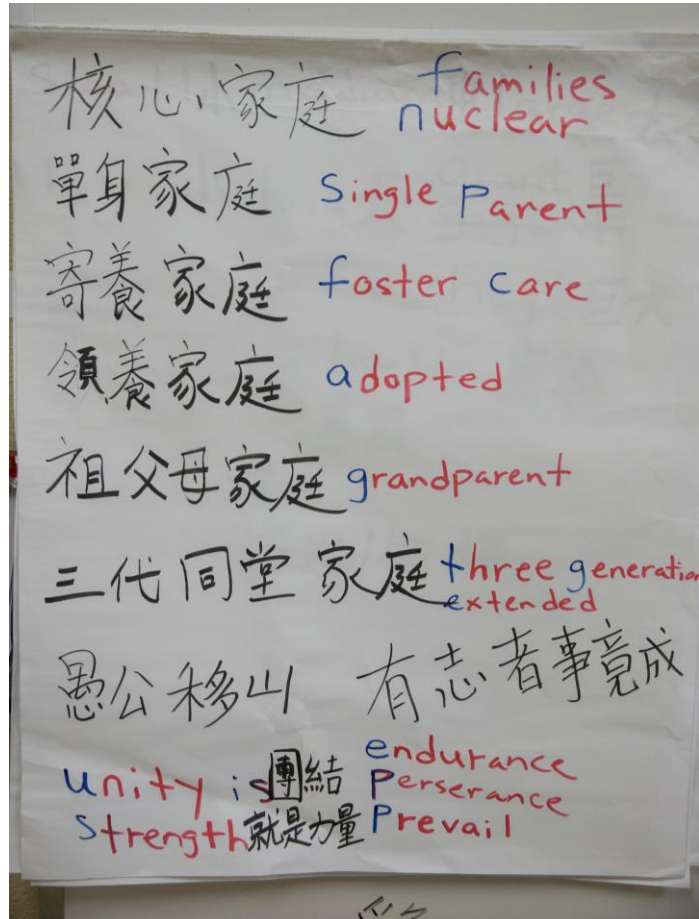 核心家庭 families
nuclear
單身家庭 single Parent
寄養家庭 foster care
領養家庭 adopted
祖父母家庭 grandparent
三代同堂家庭 three generation
extended
愚公移山 有志者事竟成
unity is 團結 endurance
Perserance
strength 就是力量 Prevail